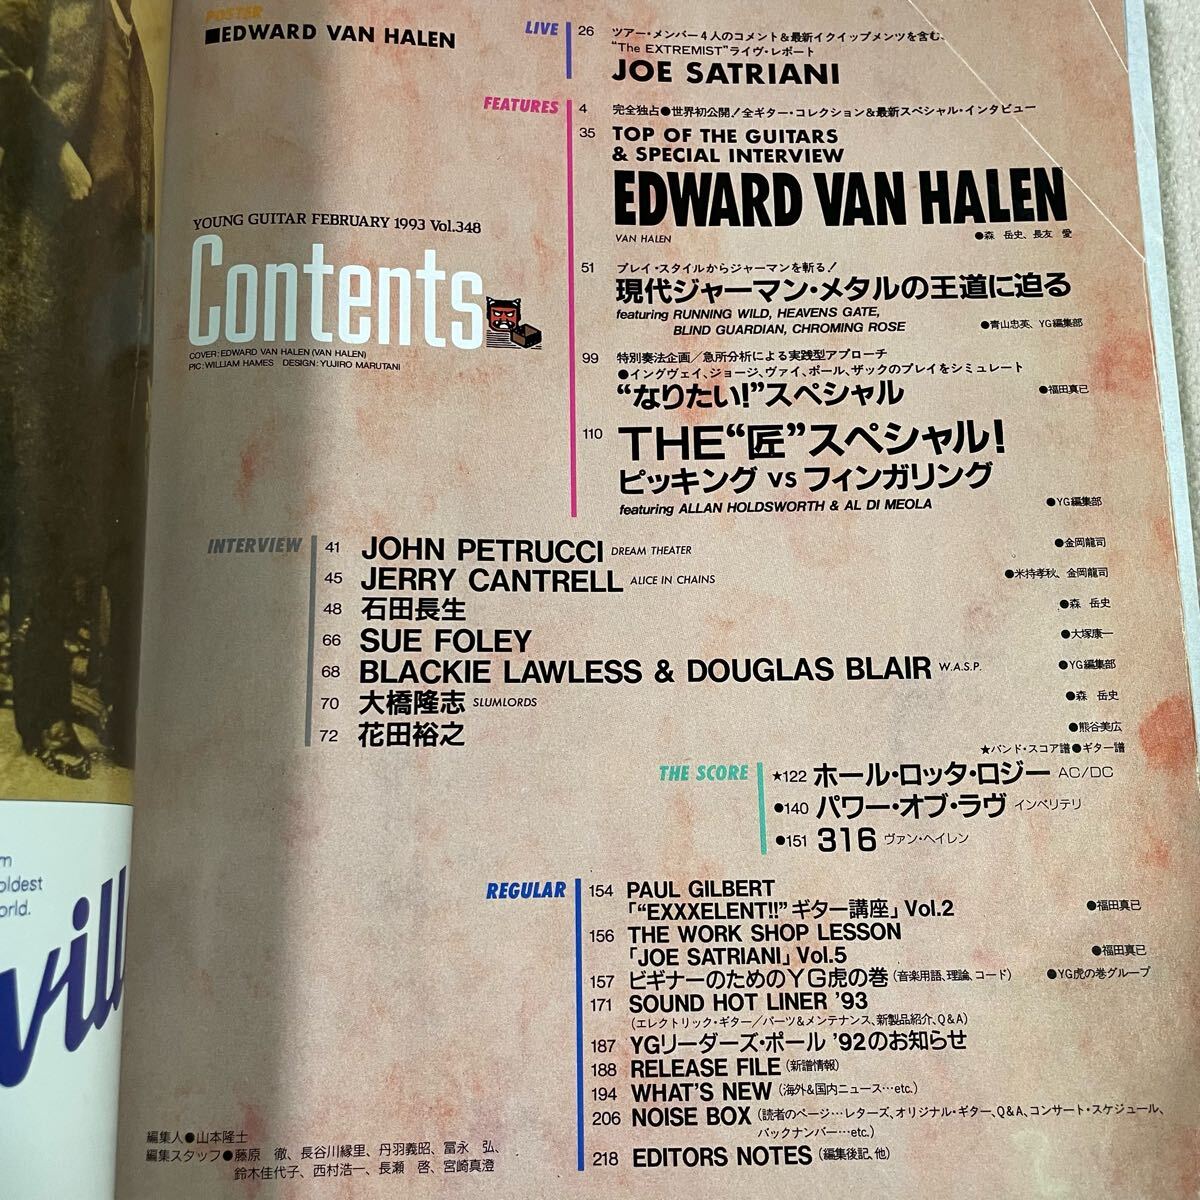 POSTER
■EDWARD VAN HALEN
LIVE
26 ツアー・メンバー4人のコメント&最新イクイップメンツを含む、
"The EXTREMIST"ライヴ・レポート
JOE SATRIANI
FEATURES
4 完全独占●世界初公開!全ギター・コレクション&最新スペシャル・インタビュー
35 TOP OF THE GUITARS
& SPECIAL INTERVIEW
EDWARD VAN HALEN
VAN HALEN ●森 岳史、長友 愛
YOUNG GUITAR FEBRUARY 1993 Vol.348
Contents
COVER:EDWARD VAN HALEN(VAN HALEN)
PIC:WILLIAM HAMES DESIGN:YUJIRO MARUTANI
51 プレイ・スタイルからジャーマンを斬る!
現代ジャーマン・メタルの王道に迫る
featuring RUNNING WILD, HEAVENS GATE,
BLIND GUARDIAN, CHROMING ROSE ●青山忠英、YG編集部
99 特別奏法企画/急所分析による実践型アプローチ
●イングヴェイ、ジョージ、ヴァイ、ポール、ザックのプレイをシミュレート
"なりたい!"スペシャル ●福田真已
110 THE"匠"スペシャル!
ピッキング vs フィンガリング
featuring ALLAN HOLDSWORTH & AL DI MEOLA ●YG編集部
INTERVIEW
41 JOHN PETRUCCI DREAM THEATER ●金岡龍司
45 JERRY CANTRELL ALICE IN CHAINS ●米持孝秋、金岡龍司
48 石田長生 ●森 岳史
66 SUE FOLEY ●大塚康一
68 BLACKIE LAWLESS & DOUGLAS BLAIR W.A.S.P. ●YG編集部
70 大橋隆志 SLUMLORDS ●森 岳史
72 花田裕之 ●熊谷美広
★バンド・スコア譜●ギター譜
THE SCORE
★122 ホール・ロッタ・ロジー AC/DC
●140 パワー・オブ・ラヴ インペリテリ
●151 316 ヴァン・ヘイレン
REGULAR
154 PAUL GILBERT
「"EXXXELENT!!"ギター講座」Vol.2 ●福田真已
156 THE WORK SHOP LESSON
「JOE SATRIANI」Vol.5 ●福田真已
157 ビギナーのためのYG虎の巻(音楽用語、理論、コード) ●YG虎の巻グループ
171 SOUND HOT LINER '93
(エレクトリック・ギター/パーツ&メンテナンス、新製品紹介、Q&A)
187 YGリーダーズ・ポール '92のお知らせ
188 RELEASE FILE(新譜情報)
194 WHAT'S NEW(海外&国内ニュース…etc.)
206 NOISE BOX(読者のページ…レターズ、オリジナル・ギター、Q&A、コンサート・スケジュール、
バックナンバー…etc.)
218 EDITORS NOTES(編集後記、他)
編集人●山本隆士
編集スタッフ●藤原 徹、長谷川縁里、丹羽義昭、冨永 弘、
鈴木佳代子、西村浩一、長瀬 啓、宮崎真澄
oldest
orld.
vill